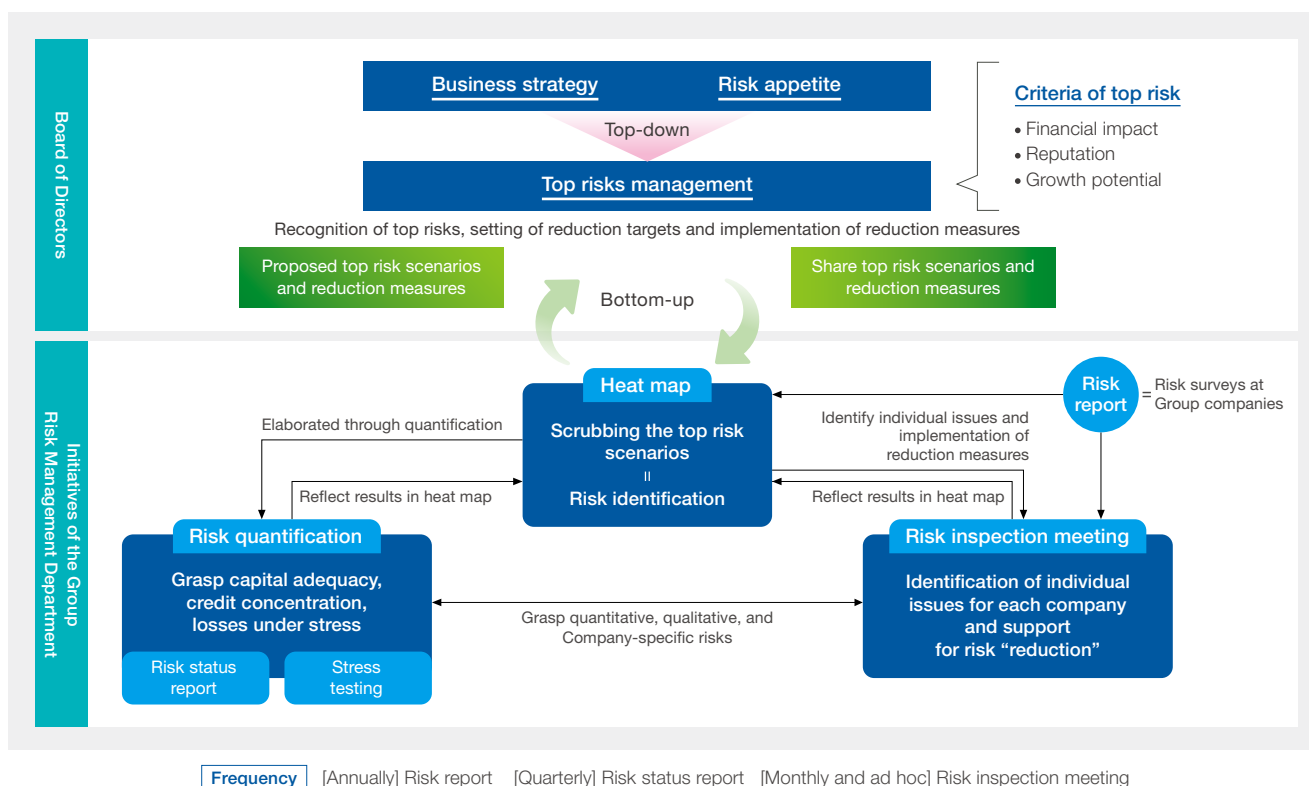 Board of Directors
Business strategy
Risk appetite
Top-down
Top risks management
Criteria of top risk
• Financial impact
• Reputation
• Growth potential
Recognition of top risks, setting of reduction targets and implementation of reduction measures
Proposed top risk scenarios
and reduction measures
Bottom-up
Share top risk scenarios and
reduction measures
Initiatives of the Group
Risk Management Department
Heat map
Scrubbing the top risk
scenarios
=
Risk identification
Risk
report
= Risk surveys at
Group companies
Elaborated through quantification
Identify individual issues and
implementation of
reduction measures
Reflect results in heat map
Reflect results in heat map
Risk quantification
Grasp capital adequacy,
credit concentration,
losses under stress
Risk status
report
Stress
testing
Grasp quantitative, qualitative, and
Company-specific risks
Risk inspection meeting
Identification of individual
issues for each company
and support
for risk “reduction”
Frequency [Annually] Risk report [Quarterly] Risk status report [Monthly and ad hoc] Risk inspection meeting